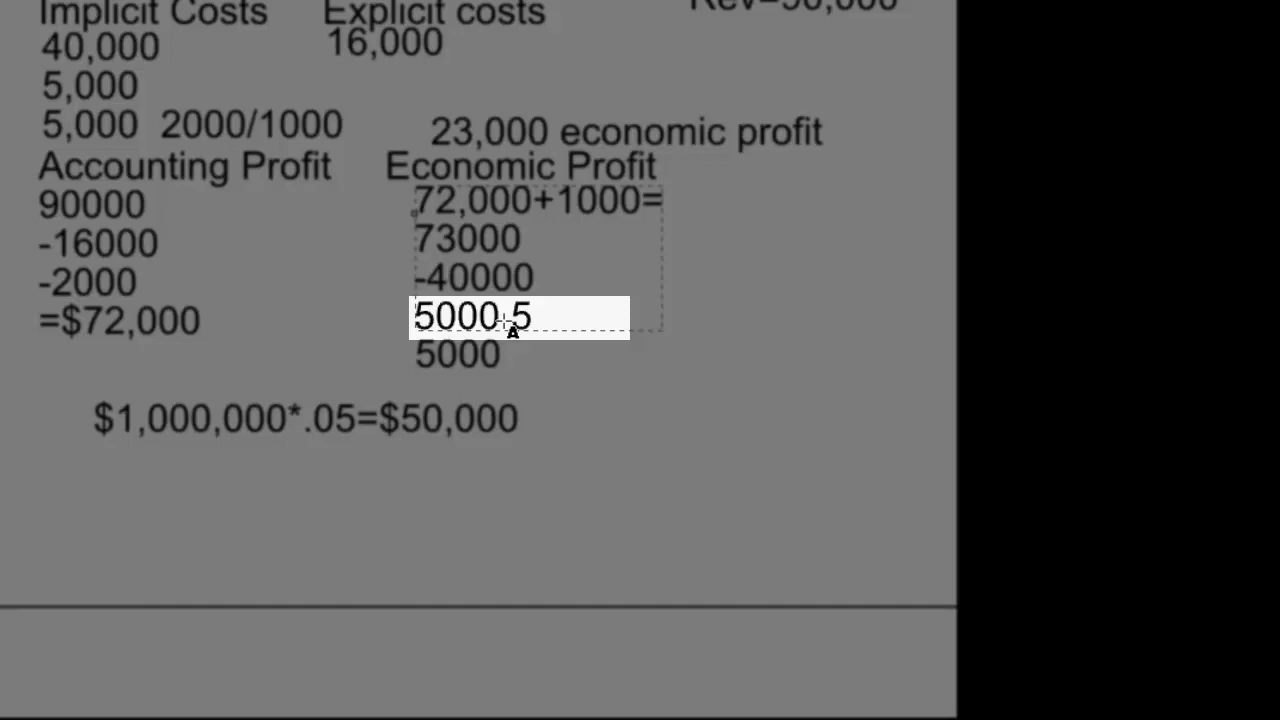 Implicit Costs Explicit costs
40,000 16,000
5,000
5,000 2000/1000
23,000 economic profit
Accounting Profit Economic Profit
90000 72,000+1000=
-16000 73000
-2000 -40000
=$72,000 5000 5
5000
$1,000,000*.05=$50,000